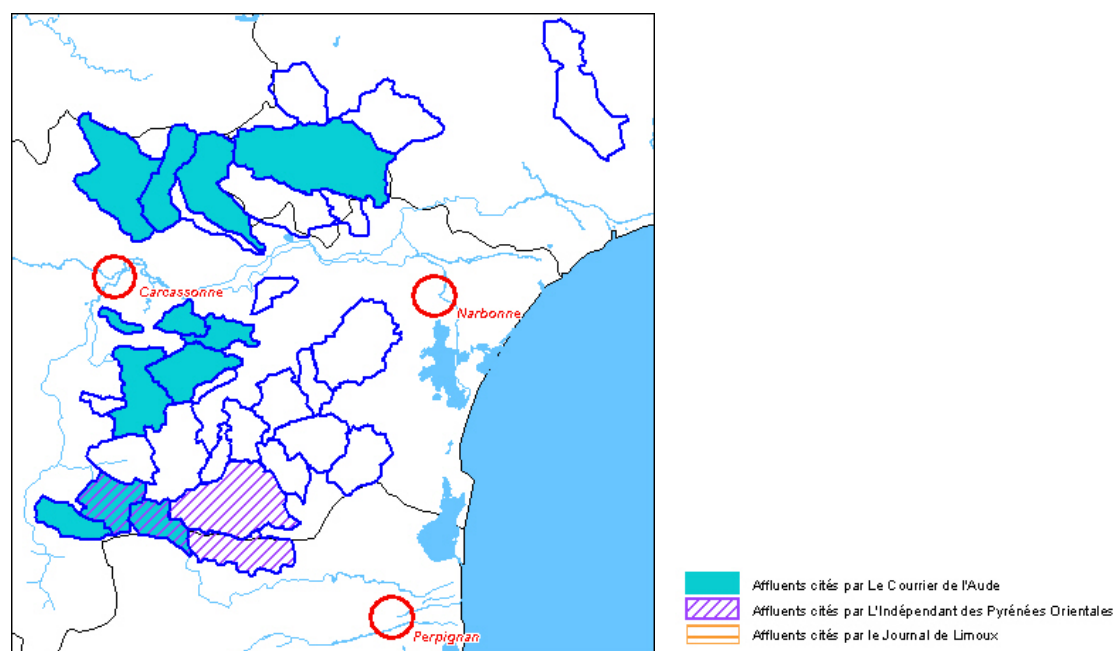 Carcassonne
Narbonne
Perpignan
Affluents cités par Le Courrier de l'Aude
Affluents cités par L'Indépendant des Pyrénées Orientales
Affluents cités par le Journal de Limoux